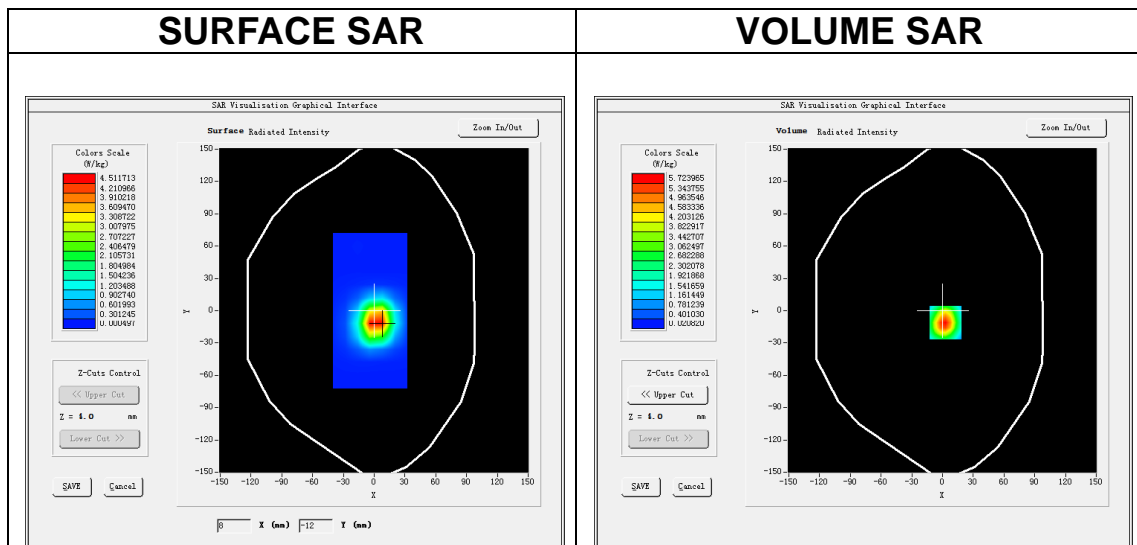 SURFACE SAR
VOLUME SAR
SAR Visualisation Graphical Interface
Surface Radiated Intensity
Zoom In/Out
Colors Scale
(W/kg)
4.511713
4.210966
3.910218
3.609470
3.308722
3.007975
2.707227
2.406479
2.105731
1.804984
1.504236
1.203488
0.902740
0.601993
0.301245
0.000497
150
120
90
60
30
0
-30
-60
-90
-120
-150
Y
-150 -120 -90 -60 -30 0 30 60 90 120 150
X
Z-Cuts Control
<< Upper Cut
Z = 4.0 mm
Lower Cut >>
SAVE
Cancel
8 X (mm) -12 Y (mm)
SAR Visualisation Graphical Interface
Volume Radiated Intensity
Zoom In/Out
Colors Scale
(W/kg)
5.723965
5.343755
4.963546
4.583336
4.203126
3.822917
3.442707
3.062497
2.682288
2.302078
1.921868
1.541659
1.161449
0.781239
0.401030
0.020820
150
120
90
60
30
0
-30
-60
-90
-120
-150
Y
-150 -120 -90 -60 -30 0 30 60 90 120 150
X
Z-Cuts Control
<< Upper Cut
Z = 4.0 mm
Lower Cut >>
SAVE
Cancel